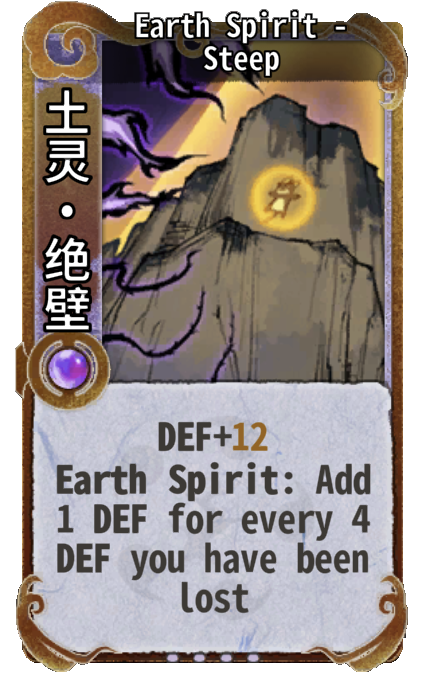 Earth Spirit -
Steep
土灵·绝壁
DEF+12
Earth Spirit: Add
1 DEF for every 4
DEF you have been
lost